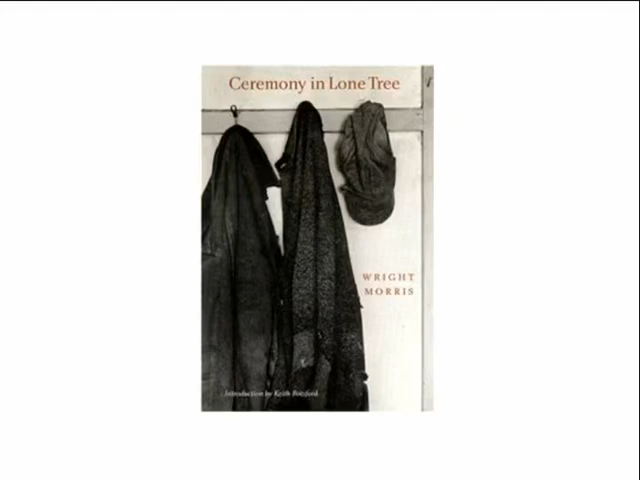 Ceremony in Lone Tree
WRIGHT
MORRIS
Introduction by Keith Botsford